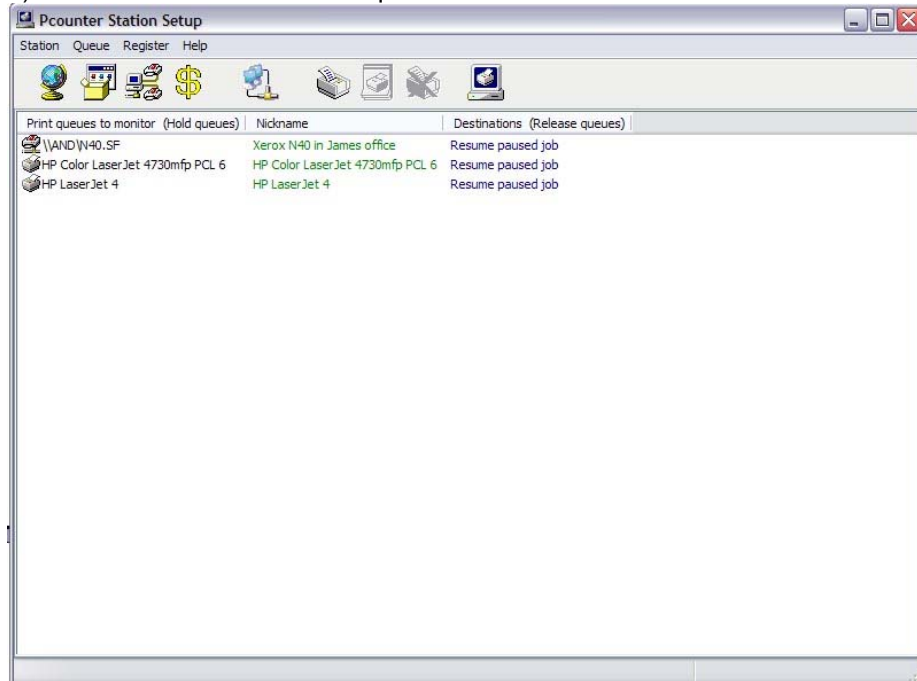 Pcounter Station Setup
Station Queue Register Help
Print queues to monitor (Hold queues) Nickname Destinations (Release queues)
\\AND\N40.SF Xerox N40 in James office Resume paused job
HP Color LaserJet 4730mfp PCL 6 HP Color LaserJet 4730mfp PCL 6 Resume paused job
HP LaserJet 4 HP LaserJet 4 Resume paused job